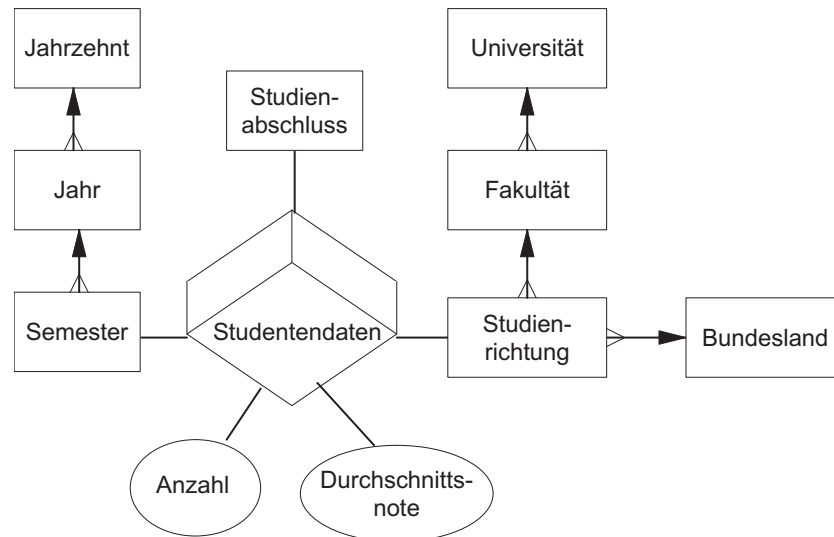 Jahrzehnt
Universität
Studien-
abschluss
Jahr
Fakultät
Semester
Studentendaten
Studien-
richtung
Bundesland
Anzahl
Durchschnitts-
note